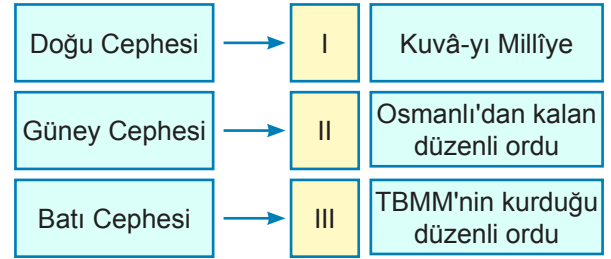 Doğu Cephesi
I
Kuvâ-yı Millîye
Güney Cephesi
II
Osmanlı'dan kalan
düzenli ordu
Batı Cephesi
III
TBMM'nin kurduğu
düzenli ordu